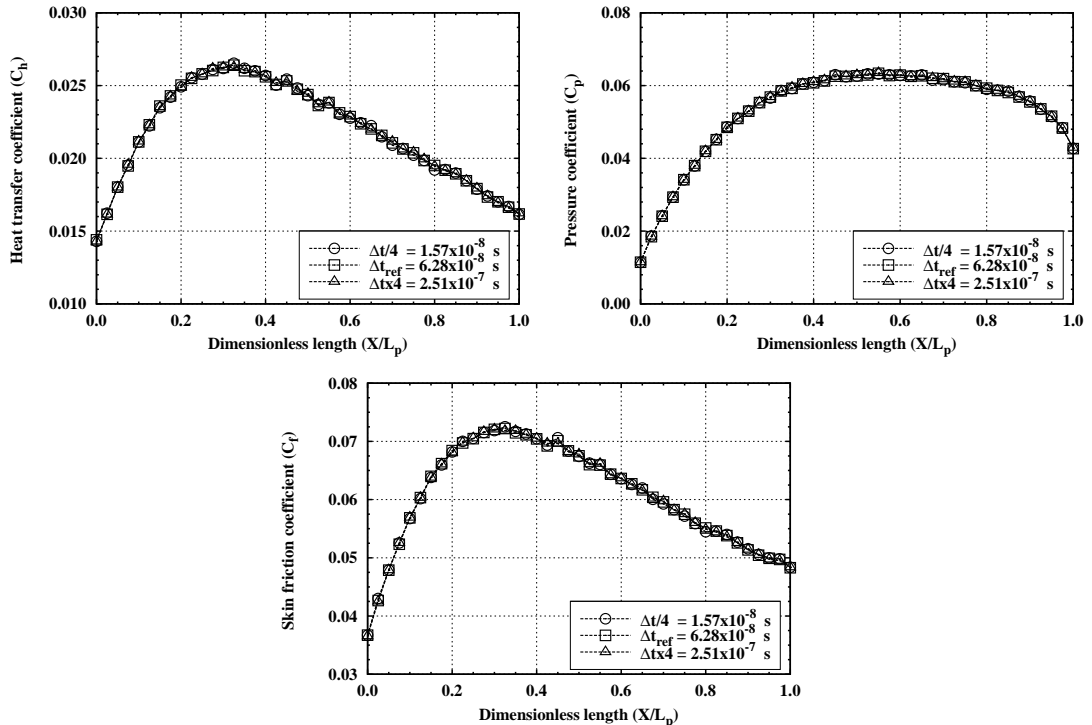 Heat transfer coefficient (C_h)
0.030
0.025
0.020
0.015
0.010
Δt/4 = 1.57x10^-8 s
Δt_ref = 6.28x10^-8 s
Δtx4 = 2.51x10^-7 s
0.0 0.2 0.4 0.6 0.8 1.0
Dimensionless length (X/L_p)
Pressure coefficient (C_p)
0.08
0.06
0.04
0.02
0.00
Δt/4 = 1.57x10^-8 s
Δt_ref = 6.28x10^-8 s
Δtx4 = 2.51x10^-7 s
0.0 0.2 0.4 0.6 0.8 1.0
Dimensionless length (X/L_p)
Skin friction coefficient (C_f)
0.08
0.07
0.06
0.05
0.04
0.03
Δt/4 = 1.57x10^-8 s
Δt_ref = 6.28x10^-8 s
Δtx4 = 2.51x10^-7 s
0.0 0.2 0.4 0.6 0.8 1.0
Dimensionless length (X/L_p)